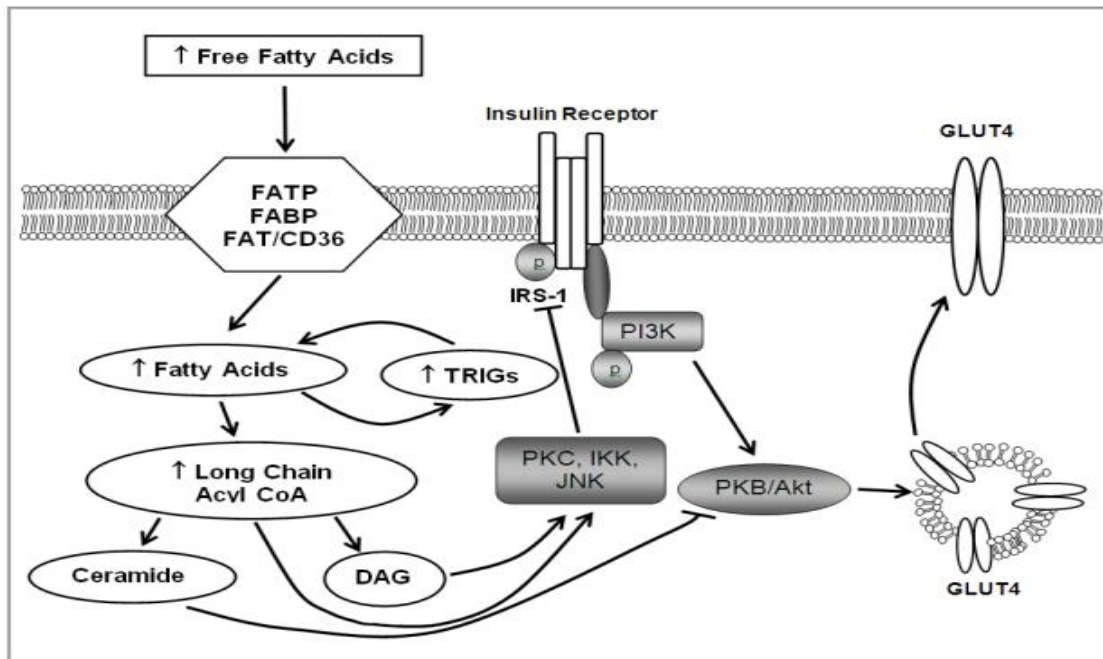 ↑ Free Fatty Acids
Insulin Receptor
GLUT4
FATP
FABP
FAT/CD36
p
IRS-1
PI3K
p
↑ Fatty Acids
↑ TRIGs
↑ Long Chain
Acyl CoA
PKC, IKK,
JNK
PKB/Akt
Ceramide
DAG
GLUT4